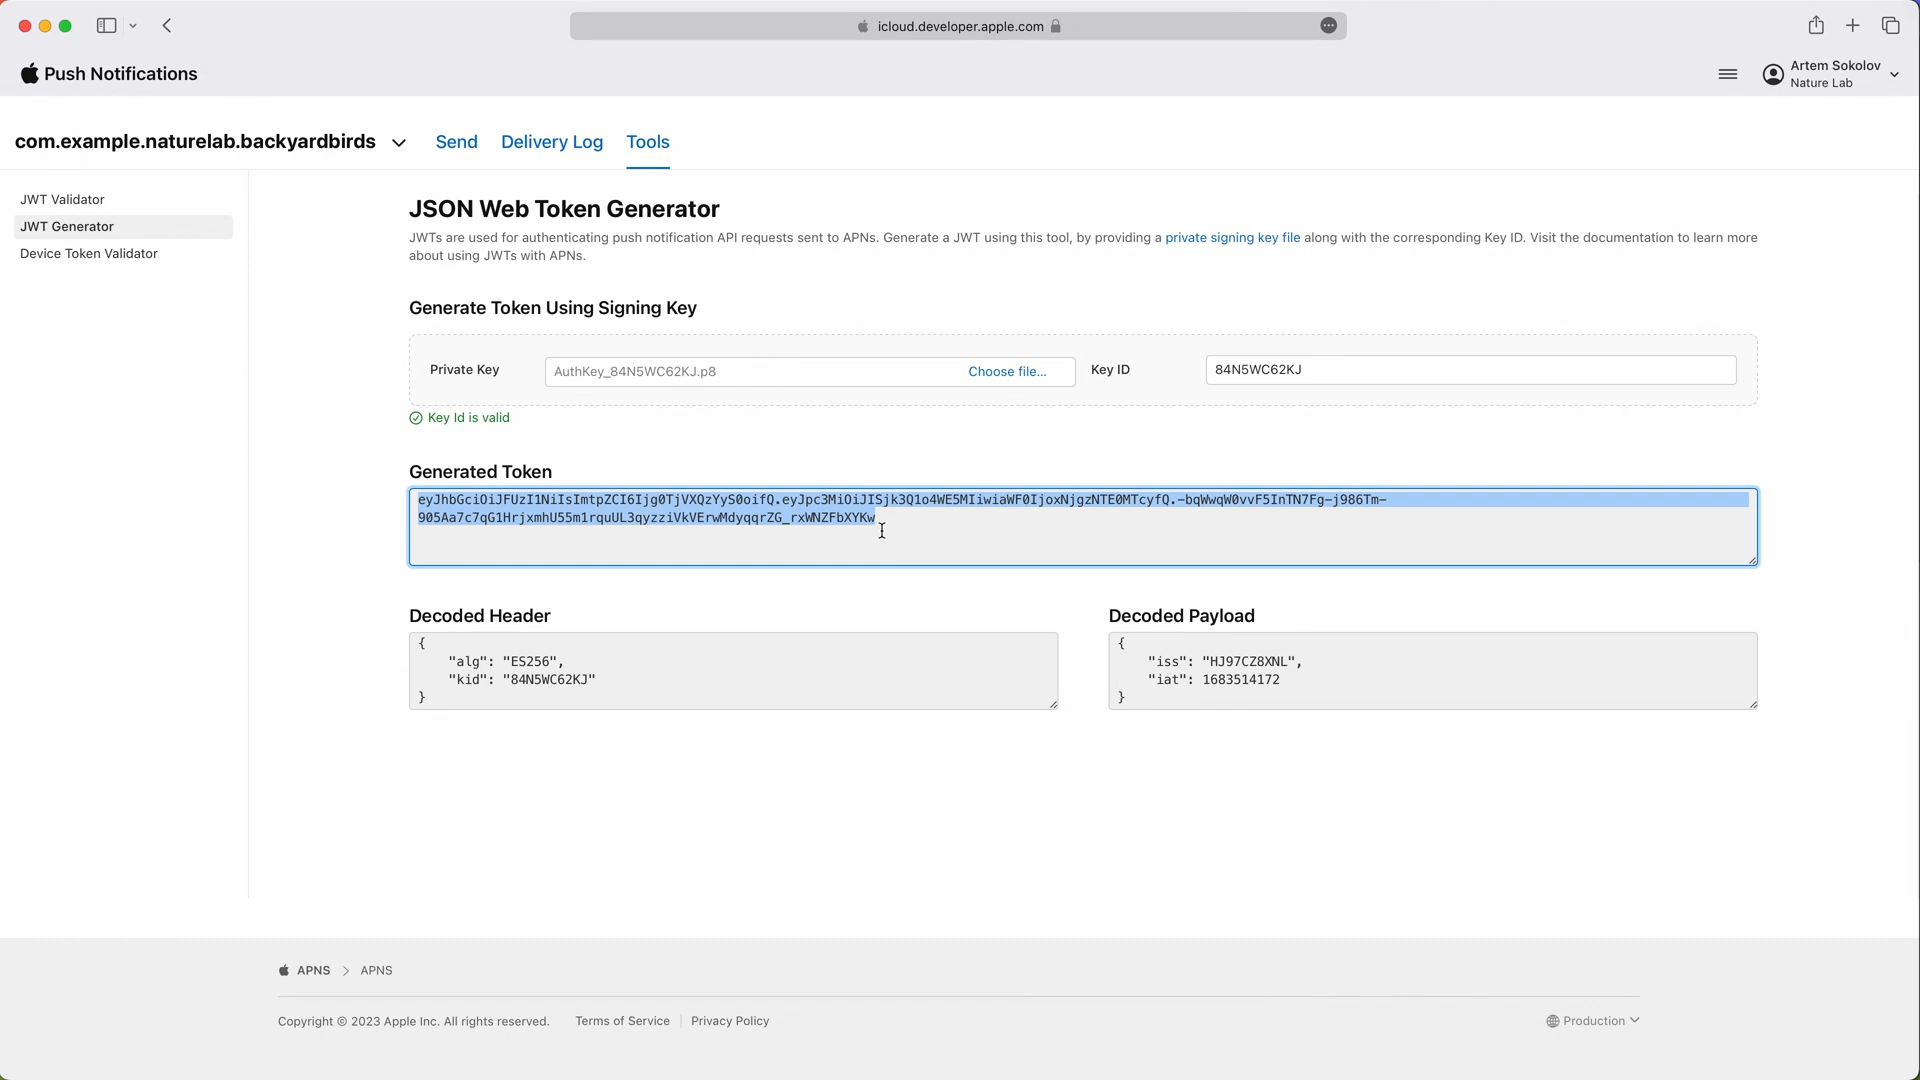 icloud.developer.apple.com
Push Notifications
Artem Sokolov
Nature Lab
com.example.naturelab.backyardbirds
Send
Delivery Log
Tools
JWT Validator
JWT Generator
Device Token Validator
JSON Web Token Generator
JWTs are used for authenticating push notification API requests sent to APNs. Generate a JWT using this tool, by providing a private signing key file along with the corresponding Key ID. Visit the documentation to learn more
about using JWTs with APNs.
Generate Token Using Signing Key
Private Key
AuthKey_84N5WC62KJ.p8
Choose file...
Key ID
84N5WC62KJ
Key Id is valid
Generated Token
eyJhbGciOiJFUzI1NiIsImtpZCI6Ijg0TjVXQzYyS0oifQ.eyJpc3MiOiJISjk3Q1o4WE5MIiwiaWF0IjoxNjgzNTE0MTcyfQ.-bqWwqW0vvF5InTN7Fg-j986Tm-
905Aa7c7qG1HrjxmhU55m1rquUL3qyzziVkVErwMdyqqrZG_rxWNZFbXYKw
Decoded Header
{
"alg": "ES256",
"kid": "84N5WC62KJ"
}
Decoded Payload
{
"iss": "HJ97CZ8XNL",
"iat": 1683514172
}
APNS
APNS
Copyright © 2023 Apple Inc. All rights reserved.
Terms of Service
Privacy Policy
Production